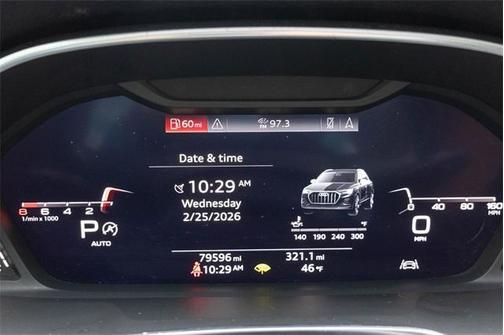 60 mi FM 97.3
Date & time
10:29 AM
Wednesday
2/25/2026
8 6 4 2
1/min x 1000
P
AUTO
140 190 240 300
0
MPH
0 80 160
MPH
79596 mi 321.1 mi
10:29 AM 46 °F